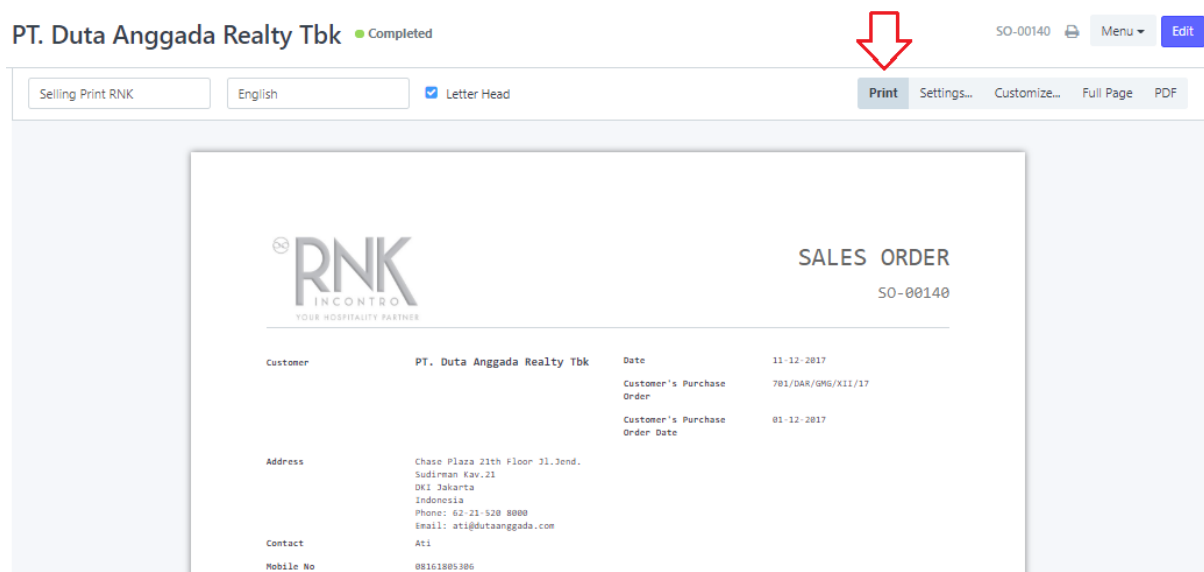 PT. Duta Anggada Realty Tbk Completed SO-00140 Menu Edit
Selling Print RNK English Letter Head Print Settings... Customize... Full Page PDF
RNK
INCONTRO
YOUR HOSPITALITY PARTNER
SALES ORDER
SO-00140
Customer PT. Duta Anggada Realty Tbk Date 11-12-2017
Customer's Purchase 701/DAR/GMG/XII/17
Order
Customer's Purchase 01-12-2017
Order Date
Address Chase Plaza 21th Floor Jl.Jend.
Sudirman Kav.21
DKI Jakarta
Indonesia
Phone: 62-21-520 8000
Email: ati@dutaanggada.com
Contact Ati
Mobile No 08161805306